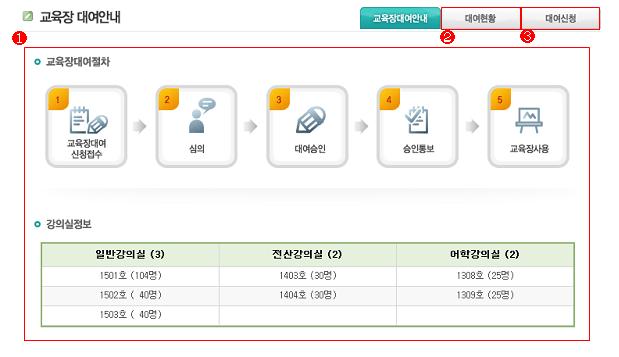 교육장 대여안내
교육장대여안내 대여현황 대여신청
1 2 3
교육장대여절차
1 2 3 4 5
교육장대여
신청접수
심의 대여승인 승인통보 교육장사용
강의실정보
일반강의실 (3) 전산강의실 (2) 어학강의실 (2)
1501호 (104명) 1403호 (30명) 1308호 (25명)
1502호 ( 40명) 1404호 (30명) 1309호 (25명)
1503호 ( 40명)